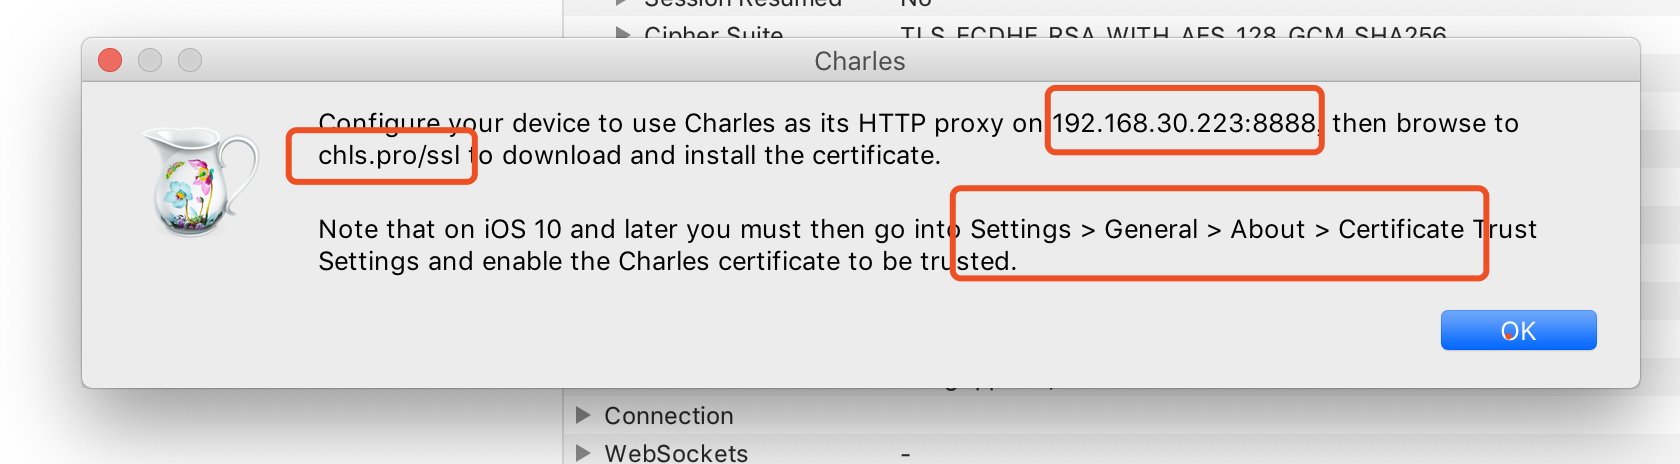 Session Resumed No
Cipher Suite TLS_ECDHE_RSA_WITH_AES_128_GCM_SHA256
Charles
Configure your device to use Charles as its HTTP proxy on 192.168.30.223:8888, then browse to
chls.pro/ssl to download and install the certificate.
Note that on iOS 10 and later you must then go into Settings > General > About > Certificate Trust
Settings and enable the Charles certificate to be trusted.
OK
Connection
WebSockets -